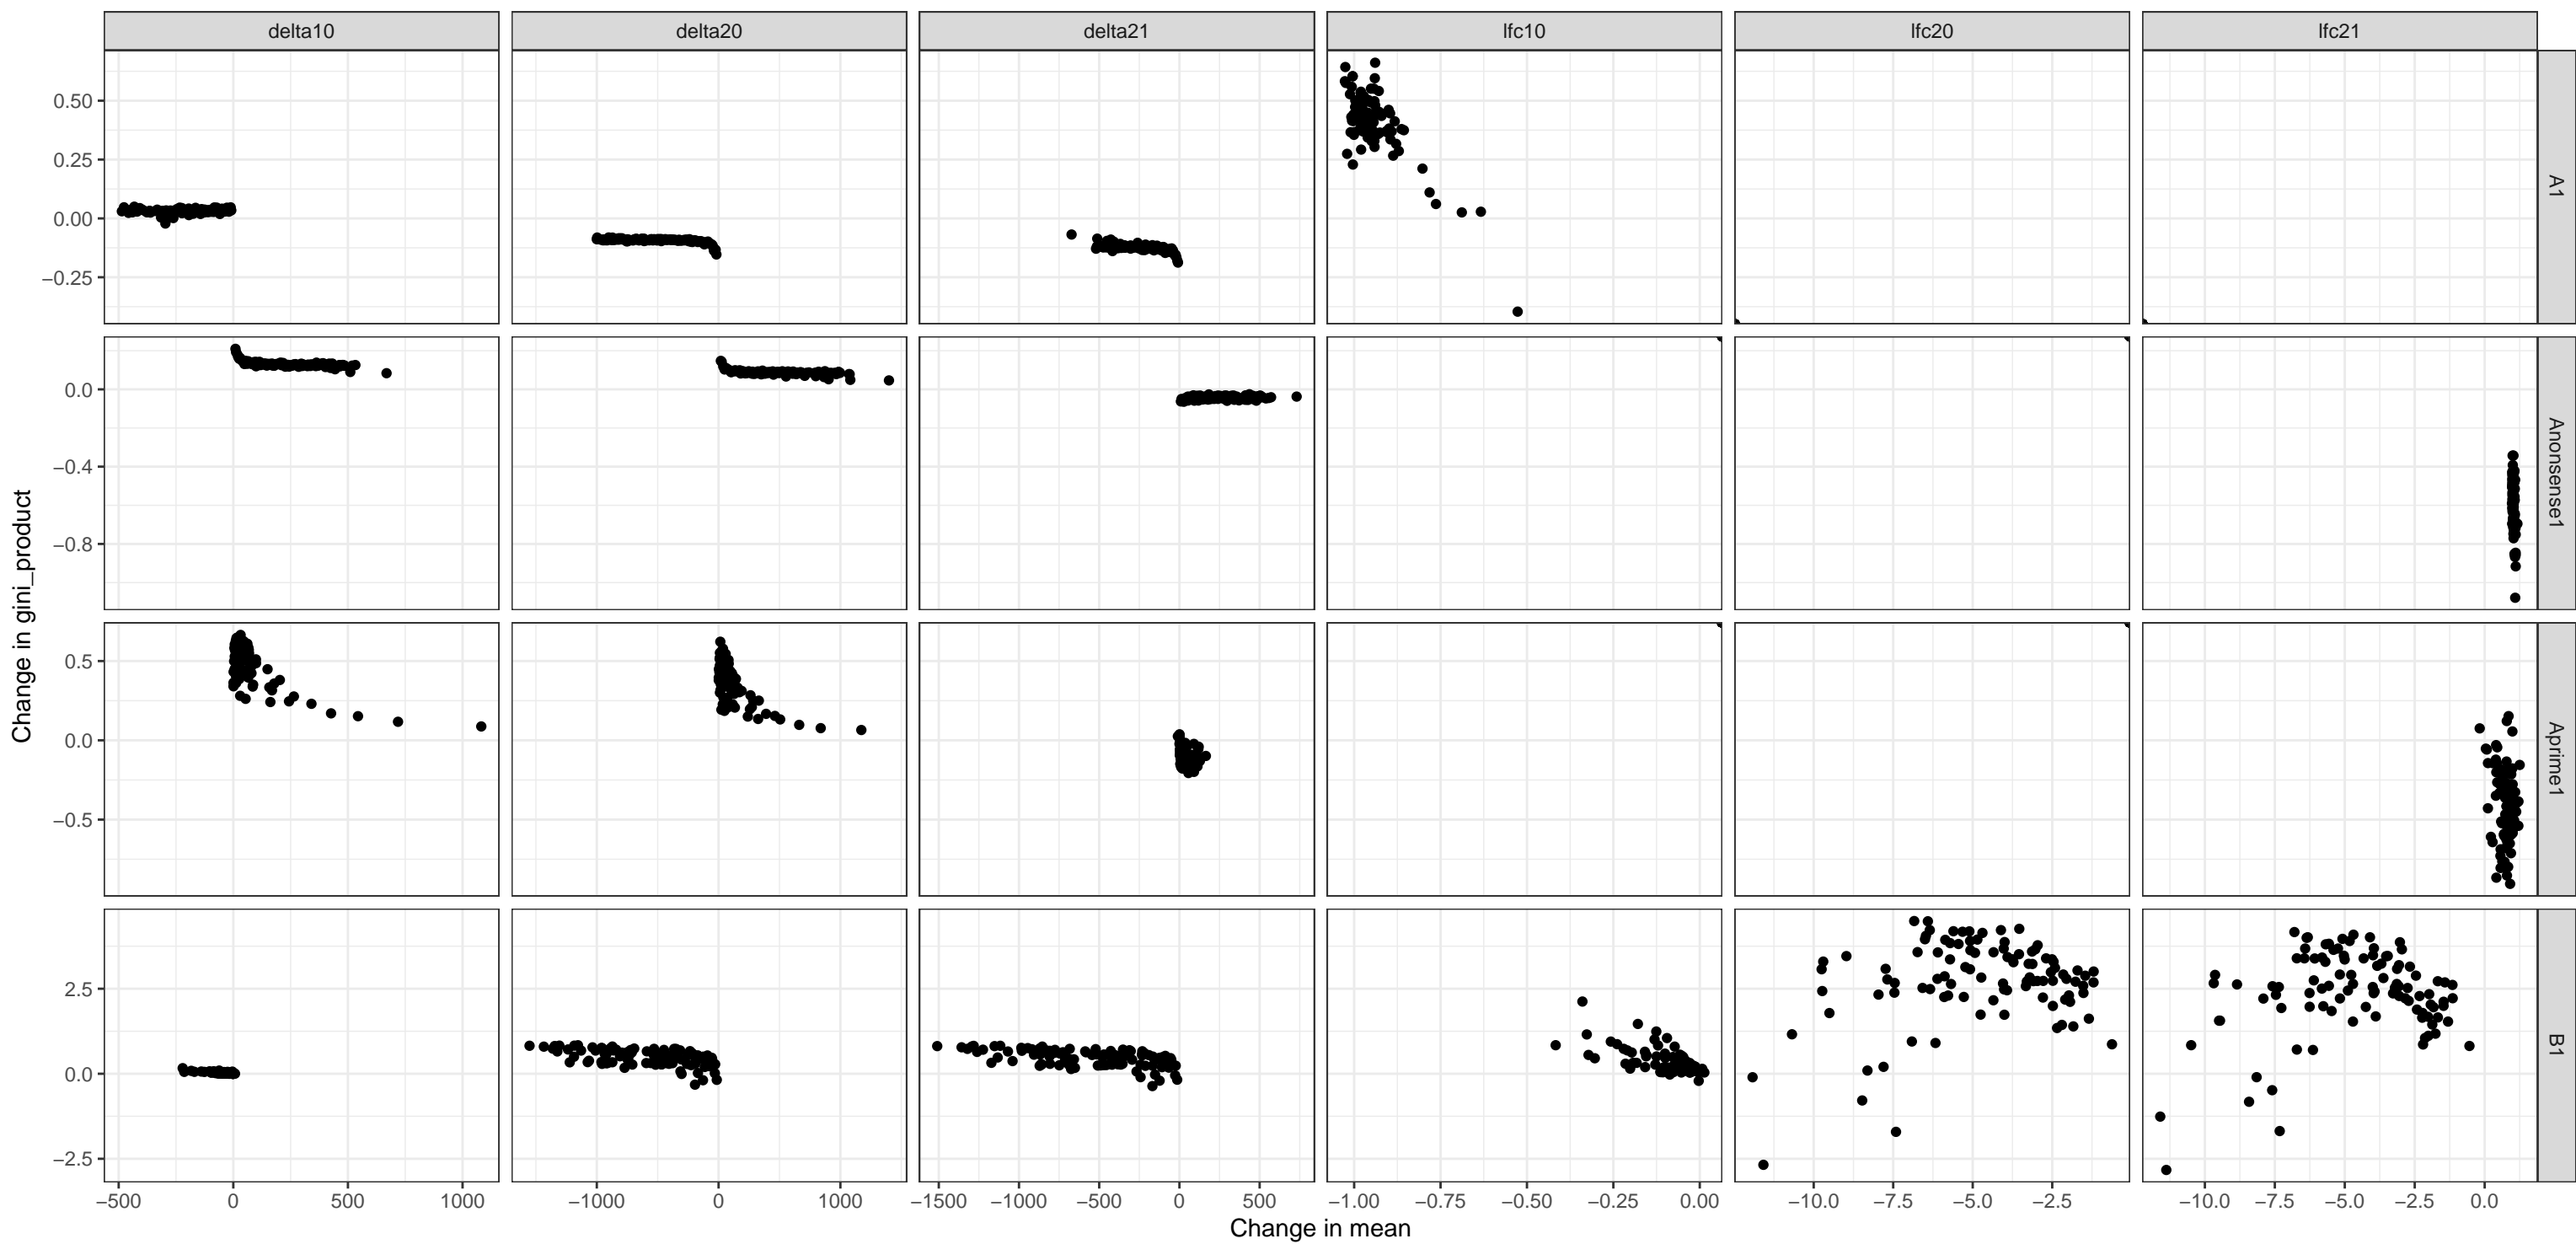 delta10 delta20 delta21 lfc10 lfc20 lfc21
0.50
0.25
0.00
−0.25
A1
0.0
−0.4
−0.8
Anonsense1
0.5
0.0
−0.5
Aprime1
2.5
0.0
−2.5
B1
Change in gini_product
−500 0 500 1000 −1000 0 1000 −1500 −1000 −500 0 500 −1.00 −0.75 −0.50 −0.25 0.00 −10.0 −7.5 −5.0 −2.5 −10.0 −7.5 −5.0 −2.5 0.0
Change in mean